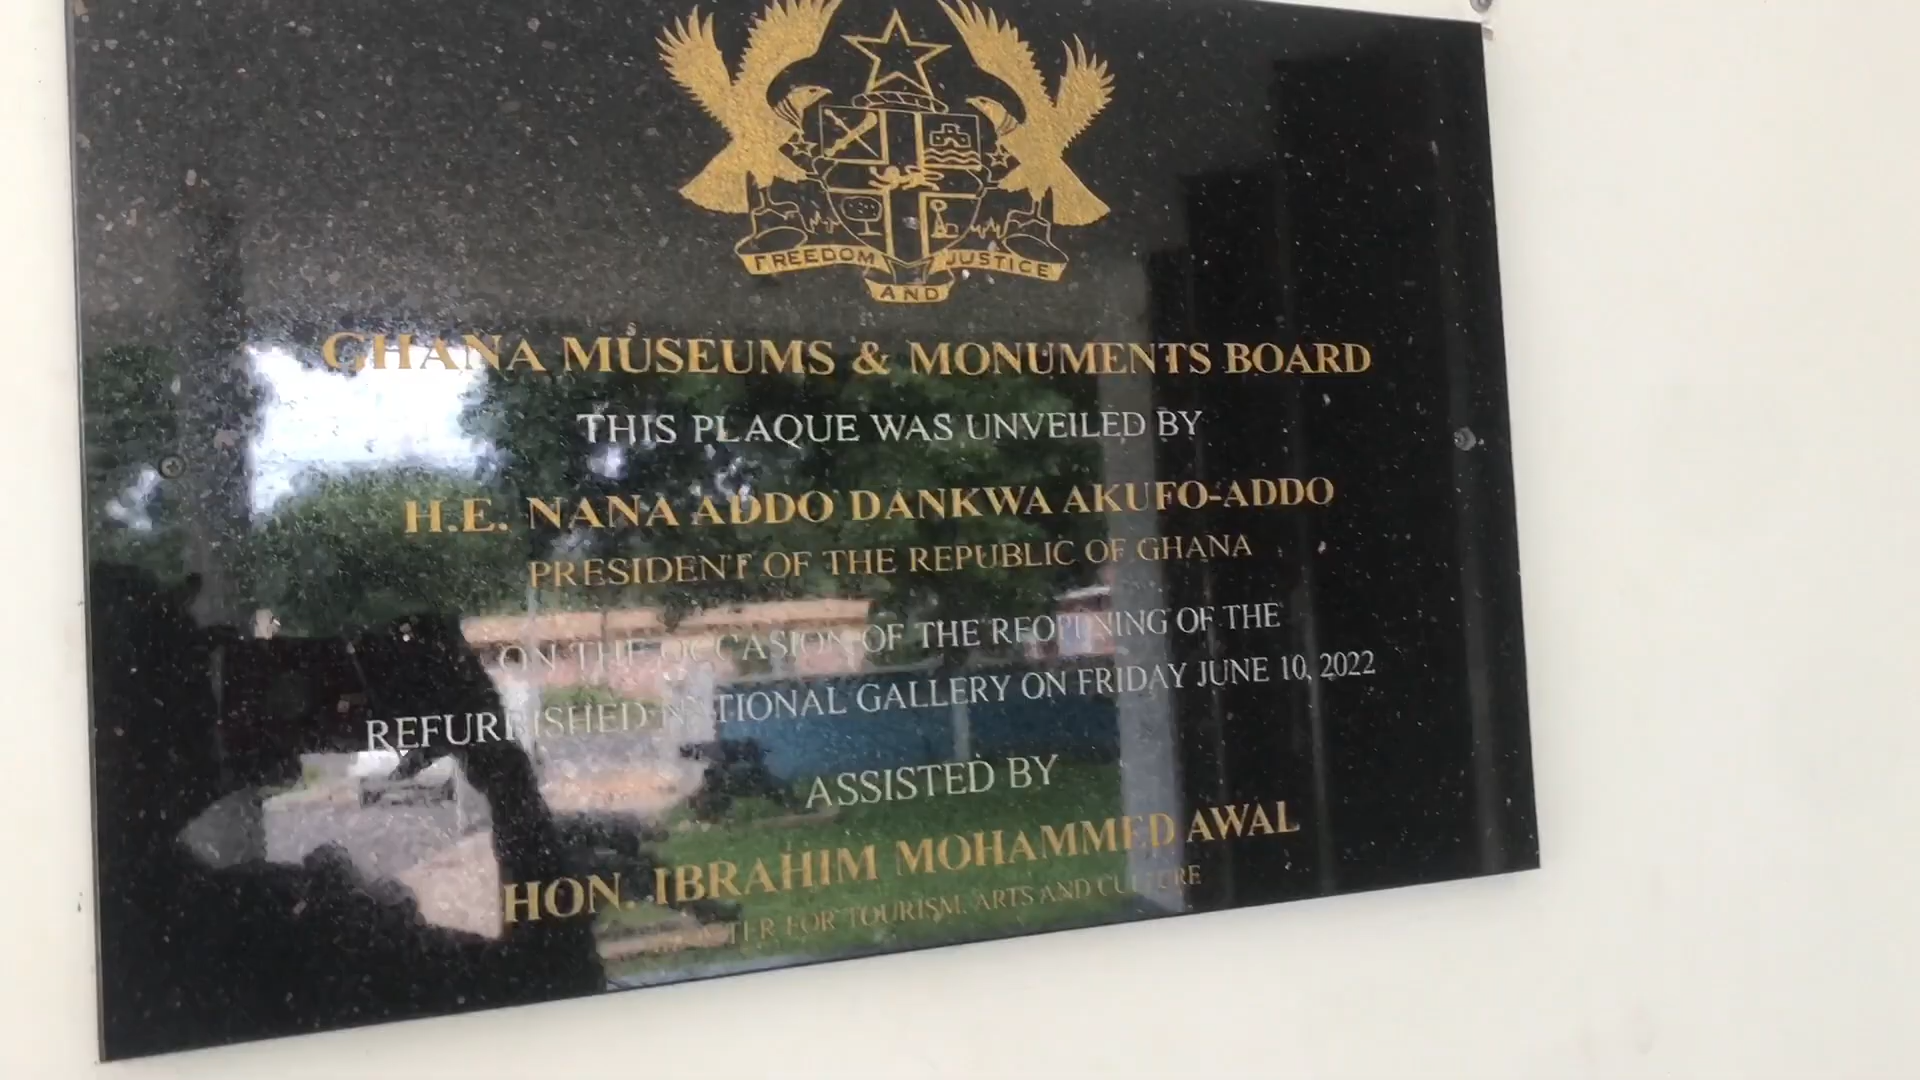 FREEDOM AND JUSTICE
GHANA MUSEUMS & MONUMENTS BOARD
THIS PLAQUE WAS UNVEILED BY
H.E. NANA ADDO DANKWA AKUFO-ADDO
PRESIDENT OF THE REPUBLIC OF GHANA
ON THE OCCASION OF THE REOPENING OF THE
REFURBISHED NATIONAL GALLERY ON FRIDAY JUNE 10, 2022
ASSISTED BY
HON. IBRAHIM MOHAMMED AWAL
MINISTER FOR TOURISM, ARTS AND CULTURE